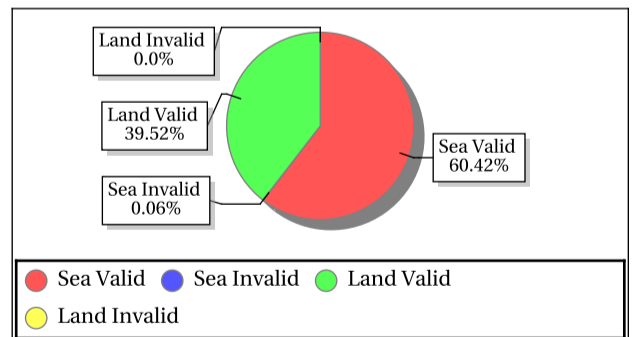 Land Invalid
0.0%
Land Valid
39.52%
Sea Invalid
0.06%
Sea Valid
60.42%
Sea Valid Sea Invalid Land Valid
Land Invalid